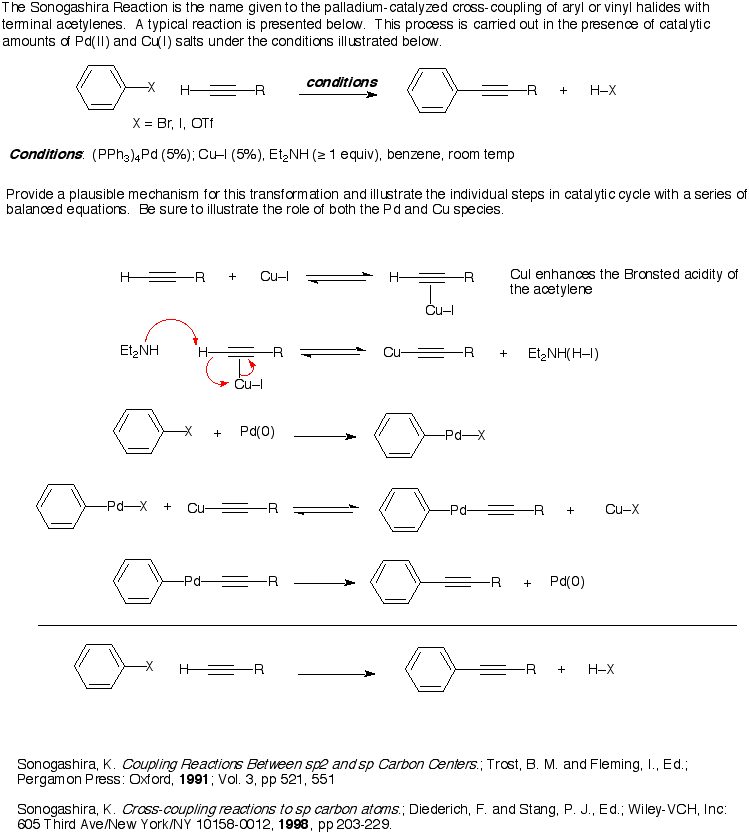 The Sonogashira Reaction is the name given to the palladium-catalyzed cross-coupling of aryl or vinyl halides with
terminal acetylenes. A typical reaction is presented below. This process is carried out in the presence of catalytic
amounts of Pd(II) and Cu(I) salts under the conditions illustrated below.
X H R conditions R + H–X
X = Br, I, OTf
Conditions: (PPh3)4Pd (5%); Cu–I (5%), Et2NH (≥ 1 equiv), benzene, room temp
Provide a plausible mechanism for this transformation and illustrate the individual steps in catalytic cycle with a series of
balanced equations. Be sure to illustrate the role of both the Pd and Cu species.
H R + Cu–I H R CuI enhances the Bronsted acidity of
the acetylene
Cu–I
Et2NH H R Cu R + Et2NH(H–I)
Cu–I
X + Pd(0) Pd–X
Pd–X + Cu R Pd R + Cu–X
Pd R R + Pd(0)
X H R R + H–X
Sonogashira, K. Coupling Reactions Between sp2 and sp Carbon Centers.; Trost, B. M. and Fleming, I., Ed.;
Pergamon Press: Oxford, 1991; Vol. 3, pp 521, 551
Sonogashira, K. Cross-coupling reactions to sp carbon atoms.; Diederich, F. and Stang, P. J., Ed.; Wiley-VCH, Inc:
605 Third Ave/New York/NY 10158-0012, 1998, pp 203-229.